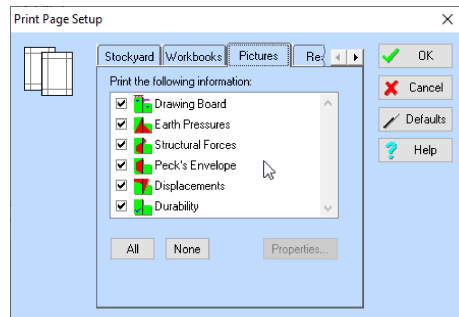 Print Page Setup
Stockyard Workbooks Pictures Re
Print the following information:
Drawing Board
Earth Pressures
Structural Forces
Peck's Envelope
Displacements
Durability
All None Properties...
OK
Cancel
Defaults
Help